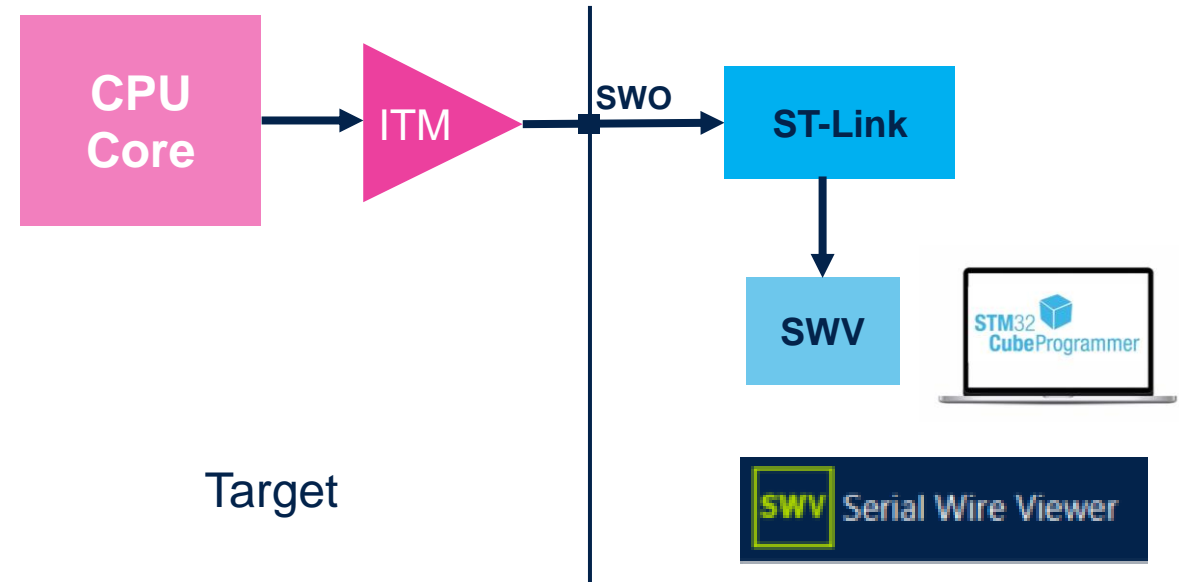 CPU
Core
ITM
SWO
ST-Link
SWV
STM32
CubeProgrammer
Target
SWV Serial Wire Viewer